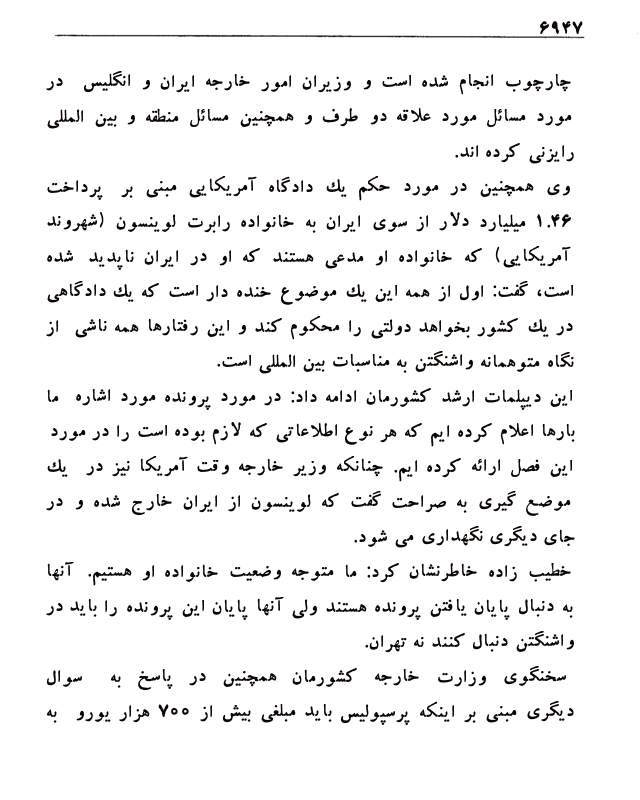 ۶۹۴۷
چارچوب انجام شده است و وزیران امور خارجه ایران و انگلیس در
مورد مسائل مورد علاقه دو طرف و همچنین مسائل منطقه و بین المللی
رایزنی کرده اند.
وی همچنین در مورد حکم یك دادگاه آمریکایی مبنی بر پرداخت
۱.۴۶ میلیارد دلار از سوی ایران به خانواده رابرت لوینسون (شهروند
آمریکایی) که خانواده او مدعی هستند که او در ایران ناپدید شده
است، گفت: اول از همه این یك موضوع خنده دار است که یك دادگاهی
در یك کشور بخواهد دولتی را محکوم کند و این رفتارها همه ناشی از
نگاه متوهمانه واشنگتن به مناسبات بین المللی است.
این دیپلمات ارشد کشورمان ادامه داد: در مورد پرونده مورد اشاره ما
بارها اعلام کرده ایم که هر نوع اطلاعاتی که لازم بوده است را در مورد
این فصل ارائه کرده ایم. چنانکه وزیر خارجه وقت آمریکا نیز در یك
موضع گیری به صراحت گفت که لوینسون از ایران خارج شده و در
جای دیگری نگهداری می شود.
خطیب زاده خاطرنشان کرد: ما متوجه وضعیت خانواده او هستیم. آنها
به دنبال پایان یافتن پرونده هستند ولی آنها پایان این پرونده را باید در
واشنگتن دنبال کنند نه تهران.
سخنگوی وزارت خارجه کشورمان همچنین در پاسخ به سوال
دیگری مبنی بر اینکه پرسپولیس باید مبلغی بیش از ۷۰۰ هزار یورو به